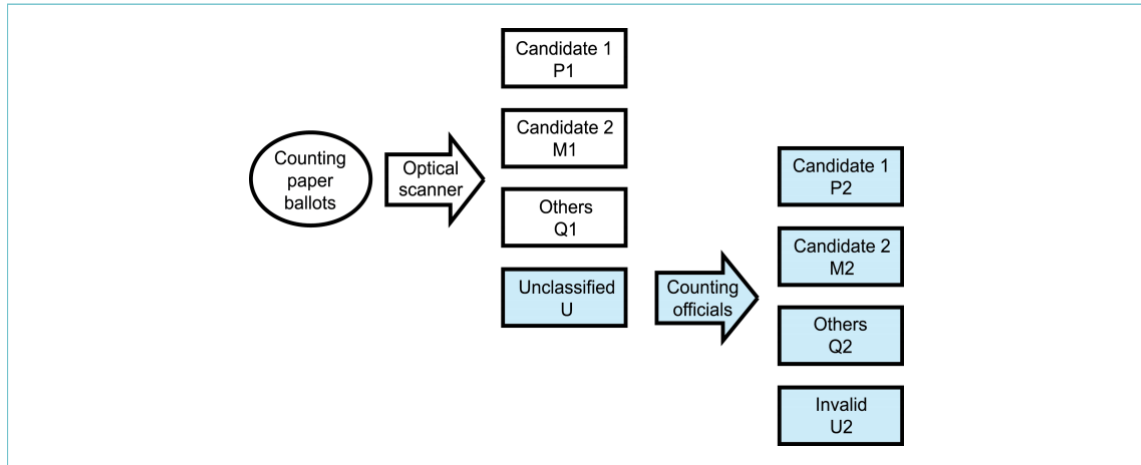 Counting
paper
ballots
Optical
scanner
Candidate 1
P1
Candidate 2
M1
Others
Q1
Unclassified
U
Counting
officials
Candidate 1
P2
Candidate 2
M2
Others
Q2
Invalid
U2